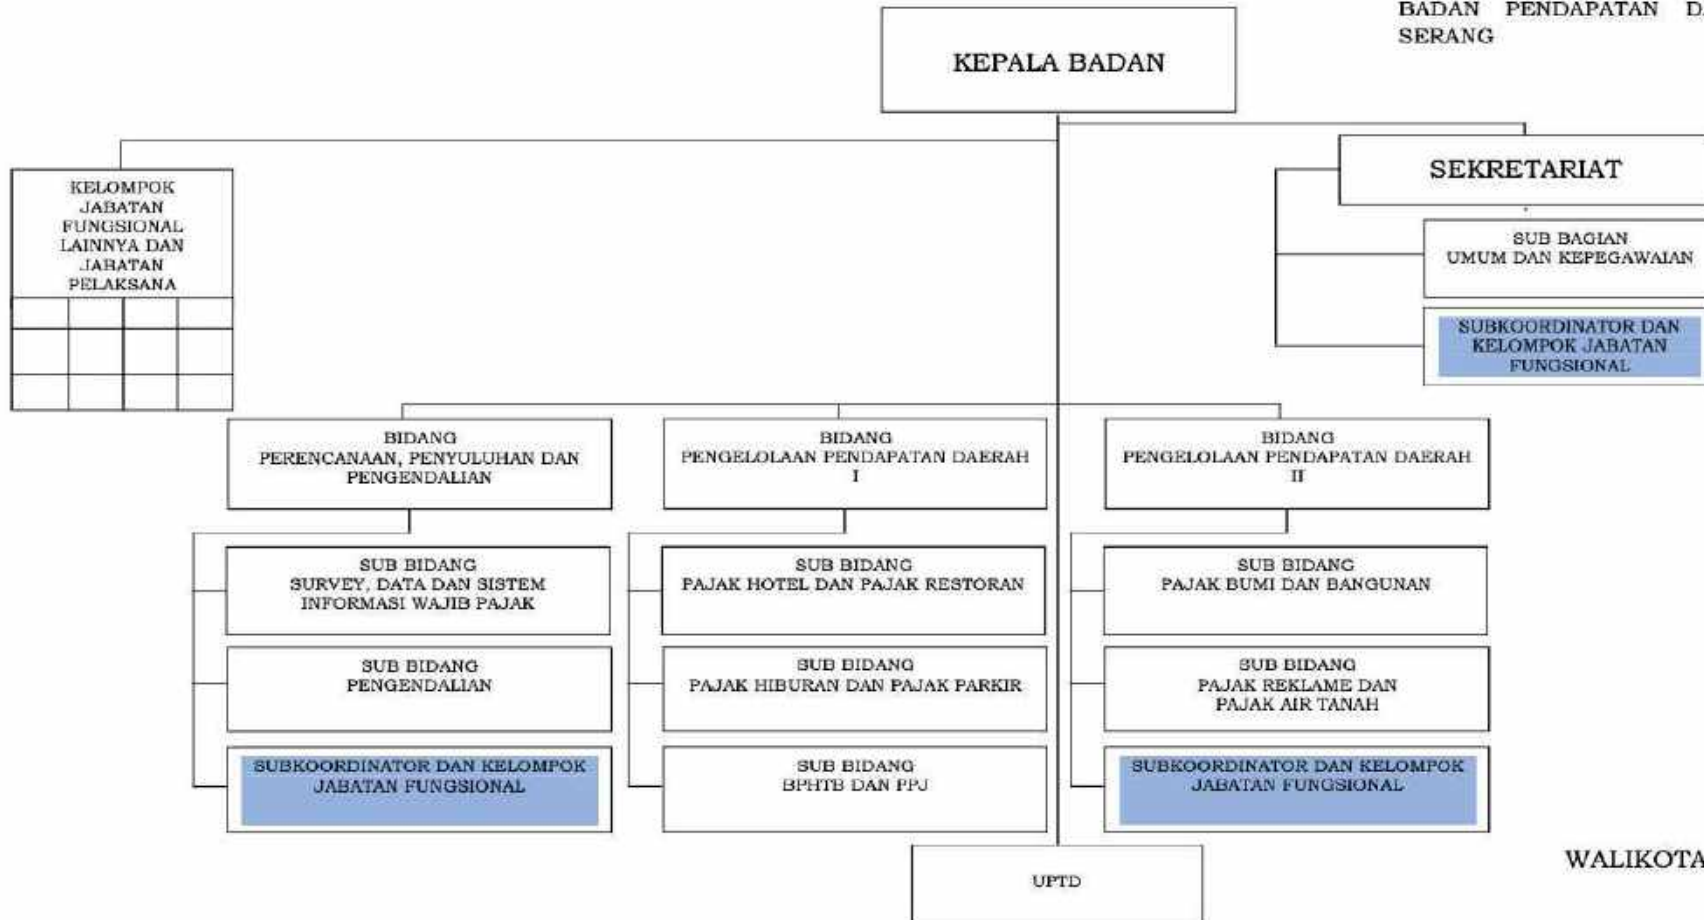 BADAN PENDAPATAN
SERANG
KEPALA BADAN
SEKRETARIAT
KELOMPOK
JABATAN
FUNGSIONAL
LAINNYA DAN
JABATAN
PELAKSANA
SUB BAGIAN
UMUM DAN KEPEGAWAIAN
SUBKOORDINATOR DAN
KELOMPOK JABATAN
FUNGSIONAL
BIDANG
PERENCANAAN, PENYULUHAN DAN
PENGENDALIAN
BIDANG
PENGELOLAAN PENDAPATAN DAERAH
I
BIDANG
PENGELOLAAN PENDAPATAN DAERAH
II
SUB BIDANG
SURVEY, DATA DAN SISTEM
INFORMASI WAJIB PAJAK
SUB BIDANG
PAJAK HOTEL DAN PAJAK RESTORAN
SUB BIDANG
PAJAK BUMI DAN BANGUNAN
SUB BIDANG
PENGENDALIAN
SUB BIDANG
PAJAK HIBURAN DAN PAJAK PARKIR
SUB BIDANG
PAJAK REKLAME DAN
PAJAK AIR TANAH
SUBKOORDINATOR DAN KELOMPOK
JABATAN FUNGSIONAL
SUB BIDANG
BPHTB DAN PPJ
SUBKOORDINATOR DAN KELOMPOK
JABATAN FUNGSIONAL
UPTD
WALIKOTA